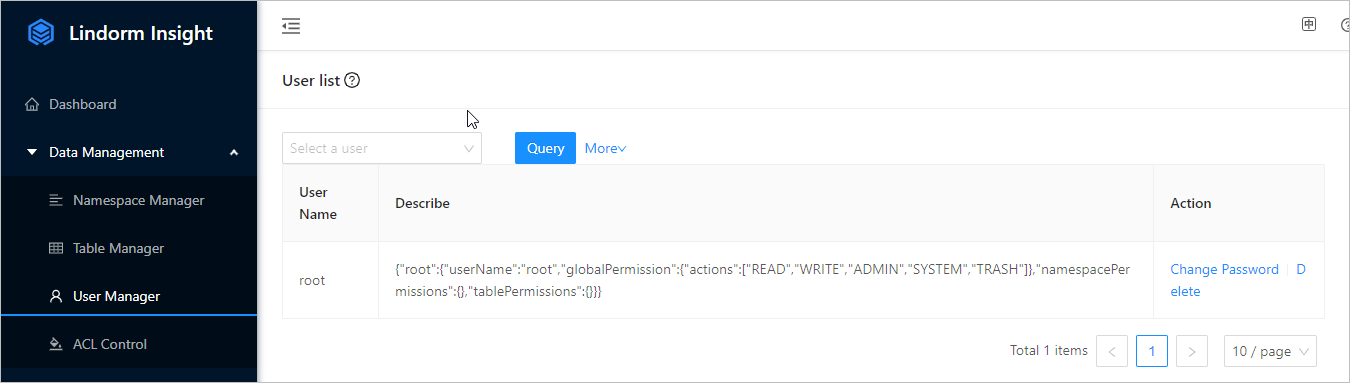 Lindorm Insight
中
Dashboard
User list
Data Management
Select a user
Query
More
Namespace Manager
User
Name
Describe
Action
Table Manager
root
{"root":{"userName":"root","globalPermission":{"actions":["READ","WRITE","ADMIN","SYSTEM","TRASH"]},"namespacePer
missions":{},"tablePermissions":{}}}
Change Password | D
elete
User Manager
ACL Control
Total 1 items < 1 > 10 / page